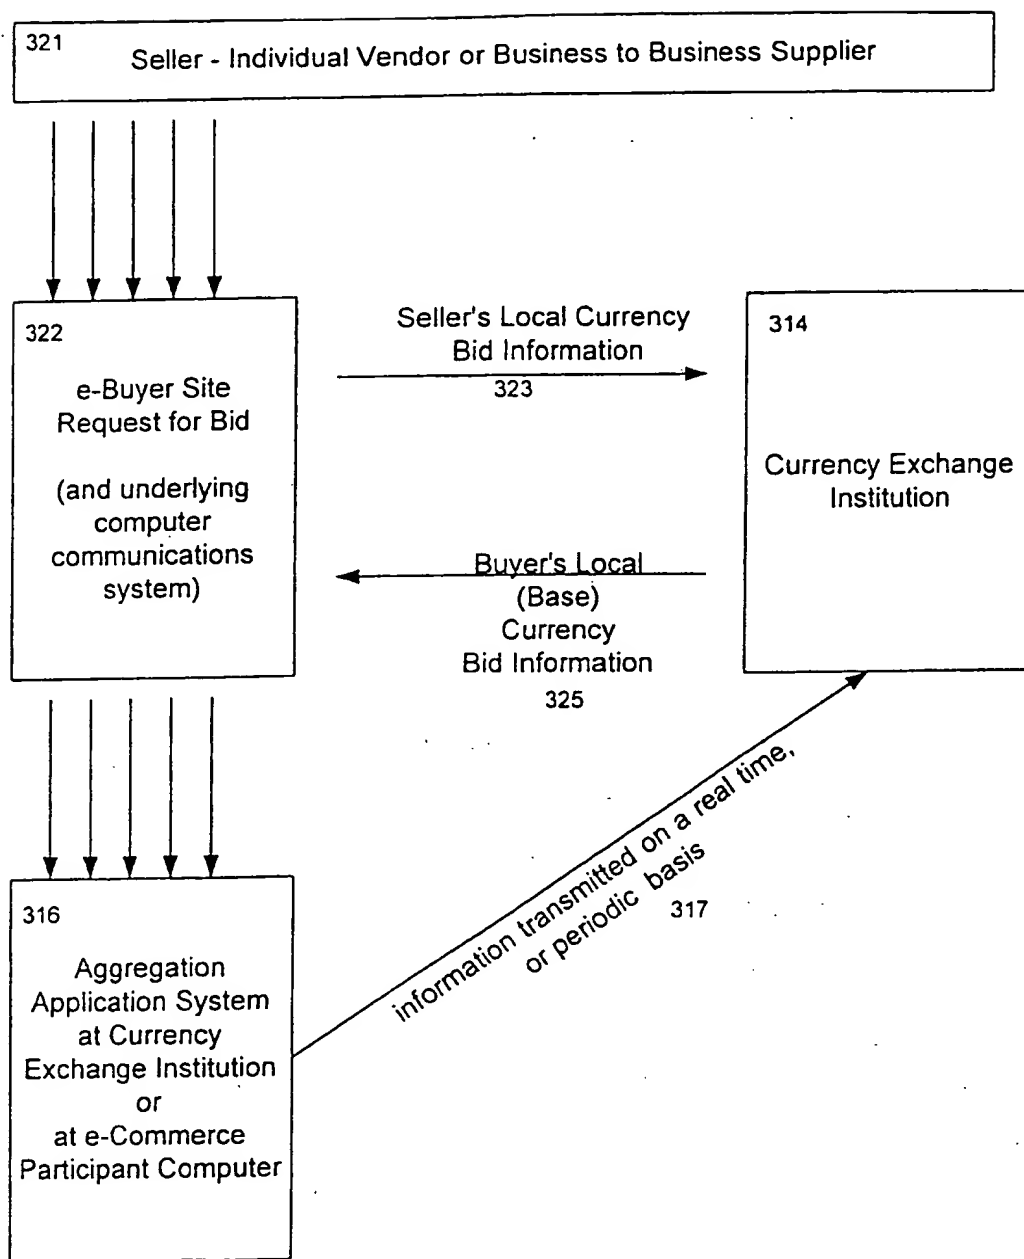 321
Seller - Individual Vendor or Business to Business Supplier
322
e-Buyer Site
Request for Bid
(and underlying
computer
communications
system)
Seller's Local Currency
Bid Information
323
314
Currency Exchange
Institution
Buyer's Local
(Base)
Currency
Bid Information
325
information transmitted on a real time,
or periodic basis
317
316
Aggregation
Application System
at Currency
Exchange Institution
or
at e-Commerce
Participant Computer